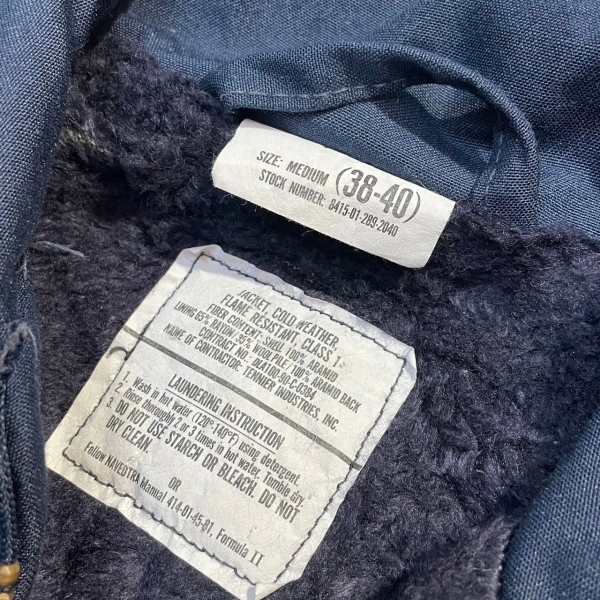 SIZE: MEDIUM (38-40)
STOCK NUMBER: 8415-01-289-2040
JACKET, COLD WEATHER,
FLAME RESISTANT, CLASS 1-
FIBER CONTENT: SHELL 100% ARAMID
LINING 65% RAYON/35% WOOL PILE/100% ARAMID BACK
CONTRACT NO.: DLA100-90-C-0364
NAME OF CONTRACTOR: TENNIER INDUSTRIES, INC.
LAUNDERING INSTRUCTION
1. Wash in hot water (120°-140°F) using detergent.
2. Rinse thoroughly 2 or 3 times in hot water. Tumble dry.
3. DO NOT USE STARCH OR BLEACH. DO NOT
DRY CLEAN.
OR
Follow NAVEDTRA Manual 414-01-45-81, Formula II